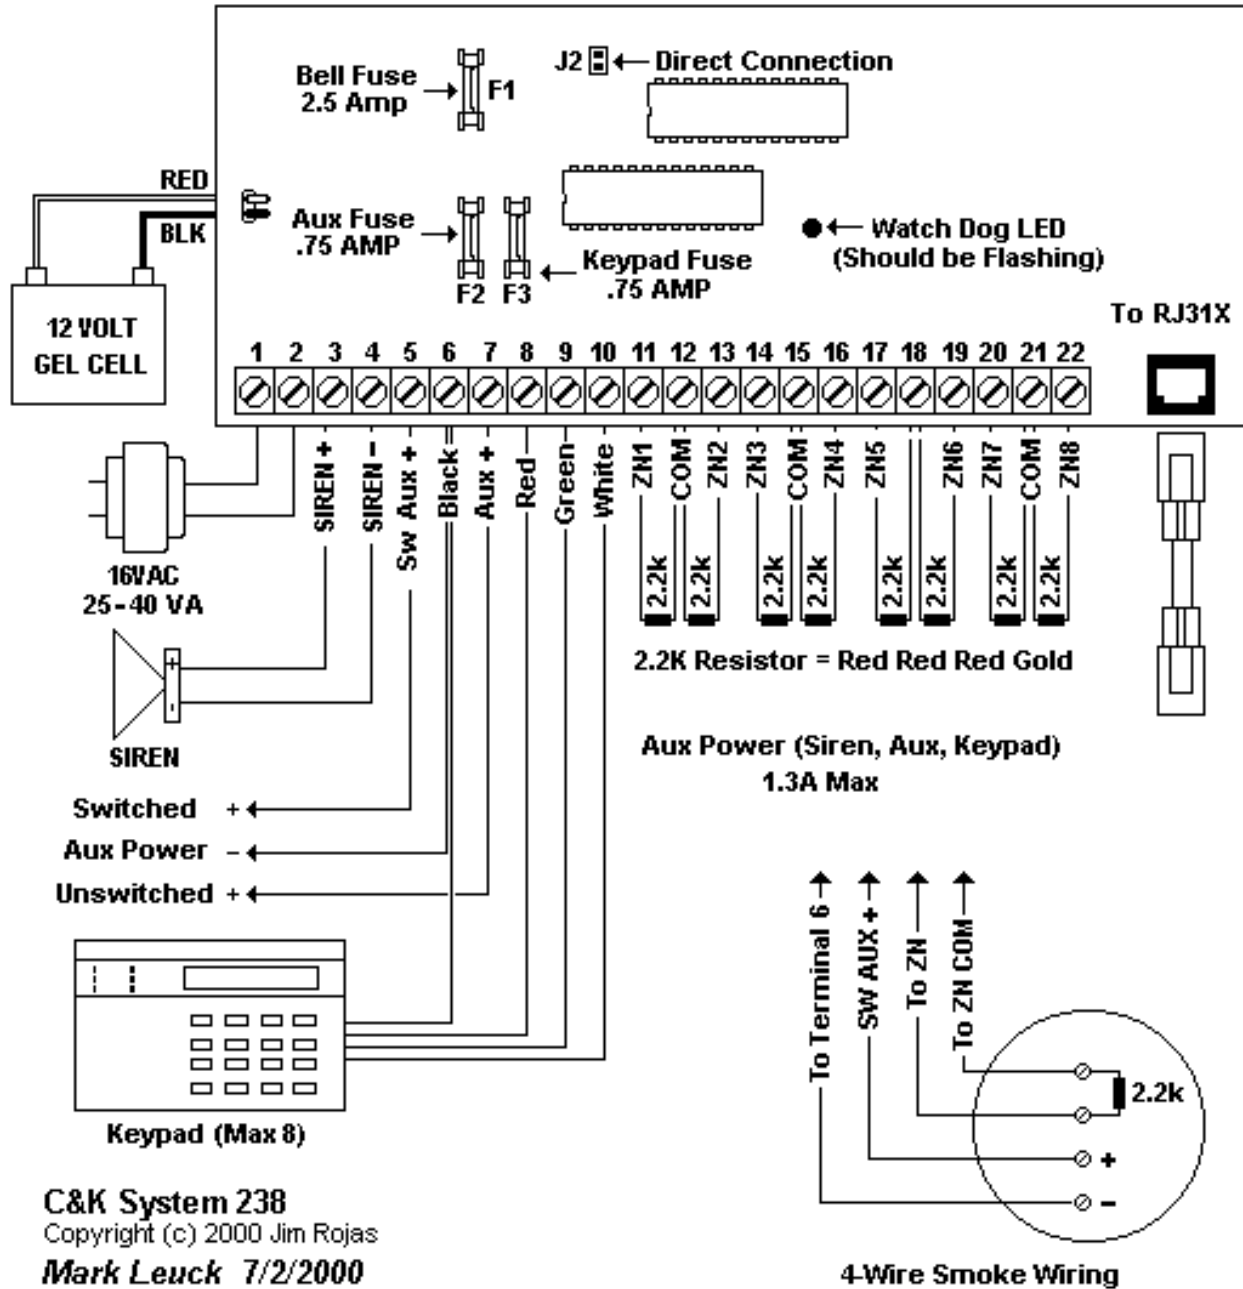 J2 Direct Connection
Bell Fuse
2.5 Amp
F1
RED
BLK
Aux Fuse
.75 AMP
F2 F3
Keypad Fuse
.75 AMP
Watch Dog LED
(Should be Flashing)
12 VOLT
GEL CELL
To RJ31X
1 2 3 4 5 6 7 8 9 10 11 12 13 14 15 16 17 18 19 20 21 22
SIREN +
SIREN -
Sw Aux +
Black
Aux +
Red
Green
White
ZN1
COM
ZN2
ZN3
COM
ZN4
ZN5
ZN6
ZN7
COM
ZN8
16VAC
25-40 VA
2.2k
2.2k
2.2k
2.2k
2.2k
2.2k
2.2k
2.2k
2.2K Resistor = Red Red Red Gold
+
-
SIREN
Aux Power (Siren, Aux, Keypad)
1.3A Max
Switched +
Aux Power -
Unswitched +
To Terminal 6
SW AUX +
To ZN
To ZN COM
2.2k
+
-
Keypad (Max 8)
C&K System 238
Copyright (c) 2000 Jim Rojas
Mark Leuck 7/2/2000
4-Wire Smoke Wiring